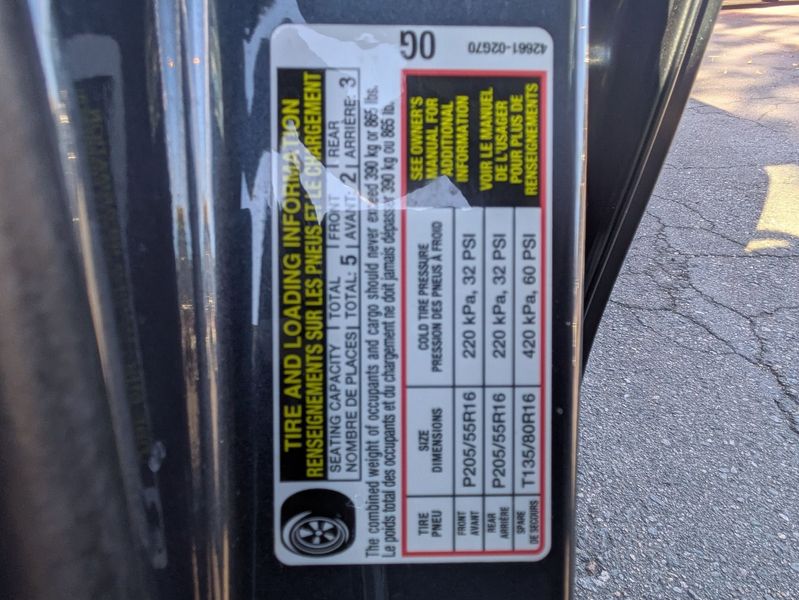 TIRE AND LOADING INFORMATION
RENSEIGNEMENTS SUR LES PNEUS ET LE CHARGEMENT
SEATING CAPACITY | TOTAL | FRONT | REAR
NOMBRE DE PLACES | TOTAL: 5 | AVANT: 2 | ARRIÈRE: 3
The combined weight of occupants and cargo should never exceed 390 kg or 865 lbs.
Le poids total des occupants et du chargement ne doit jamais dépasser 390 kg ou 865 lb.
TIRE SIZE COLD TIRE PRESSURE
PNEU DIMENSIONS PRESSION DES PNEUS À FROID
FRONT
AVANT P205/55R16 220 kPa, 32 PSI
REAR
ARRIÈRE P205/55R16 220 kPa, 32 PSI
SPARE
DE SECOURS T135/80R16 420 kPa, 60 PSI
SEE OWNER'S
MANUAL FOR
ADDITIONAL
INFORMATION
VOIR LE MANUEL
DE L'USAGER
POUR PLUS DE
RENSEIGNEMENTS
0G
42661-02G70